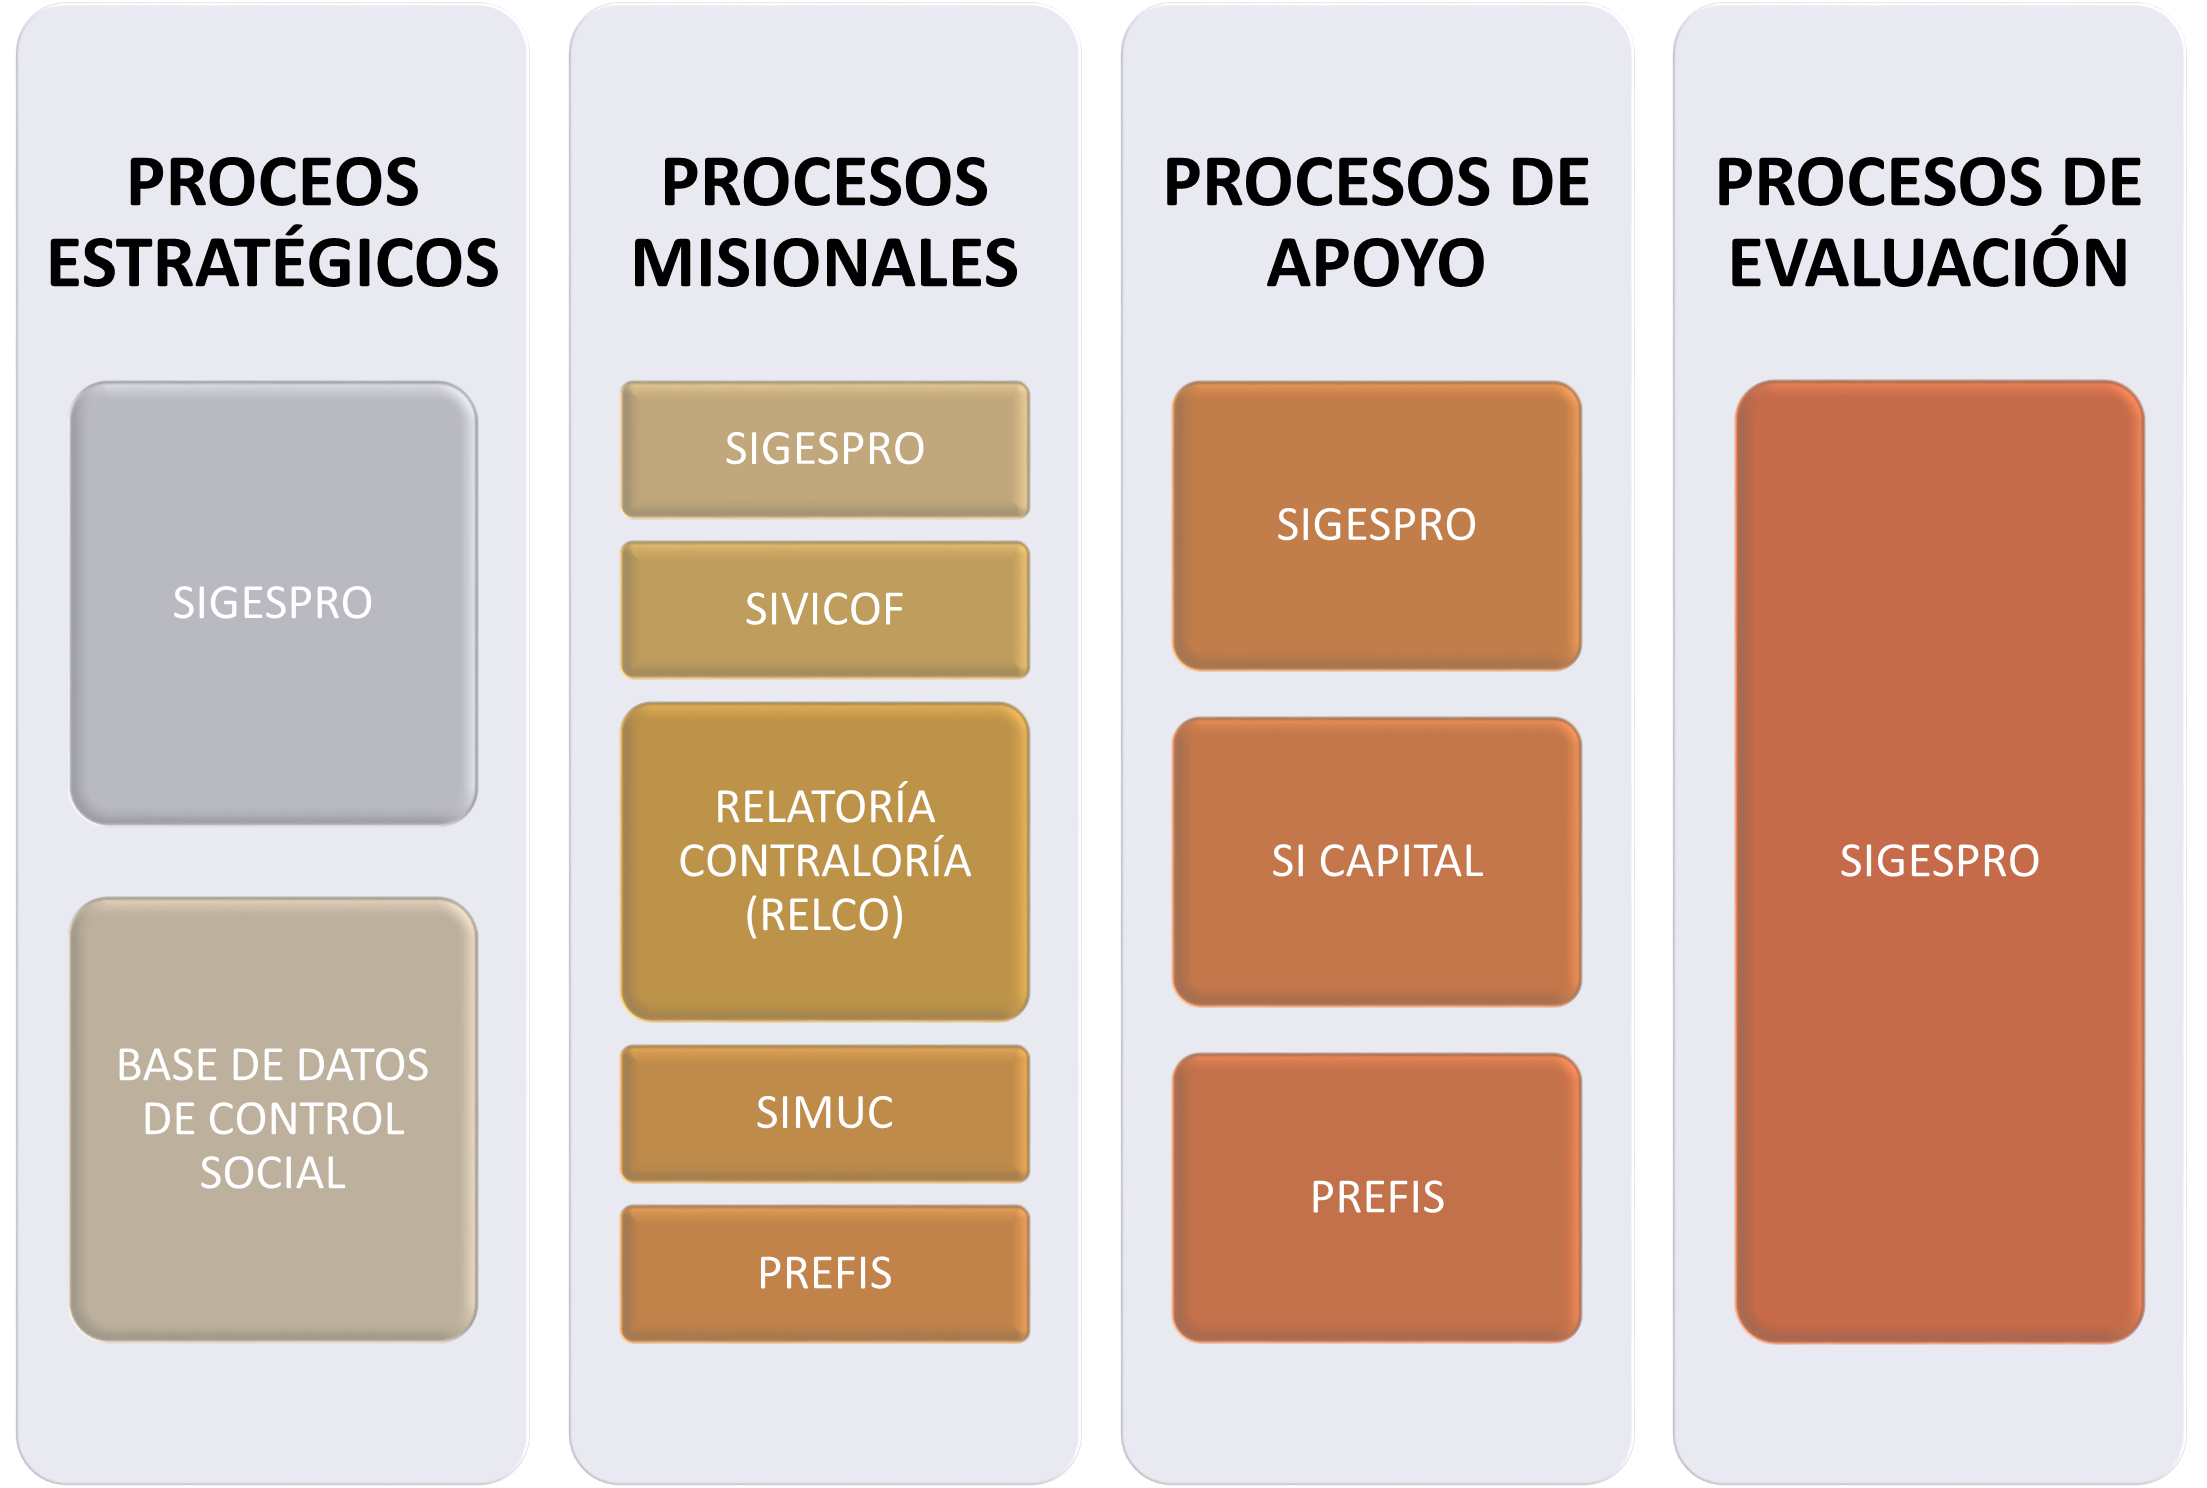 PROCEOS
ESTRATÉGICOS
SIGESPRO
BASE DE DATOS
DE CONTROL
SOCIAL
PROCESOS
MISIONALES
SIGESPRO
SIVICOF
RELATORÍA
CONTRALORÍA
(RELCO)
SIMUC
PREFIS
PROCESOS DE
APOYO
SIGESPRO
SI CAPITAL
PREFIS
PROCESOS DE
EVALUACIÓN
SIGESPRO